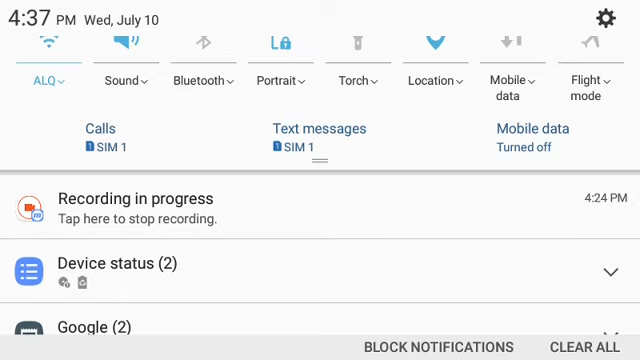 4:37 PM Wed, July 10
ALQ Sound Bluetooth Portrait Torch Location Mobile data Flight mode
Calls Text messages Mobile data
1 SIM 1 1 SIM 1 Turned off
Recording in progress 4:24 PM
Tap here to stop recording.
Device status (2)
Google (2)
BLOCK NOTIFICATIONS CLEAR ALL